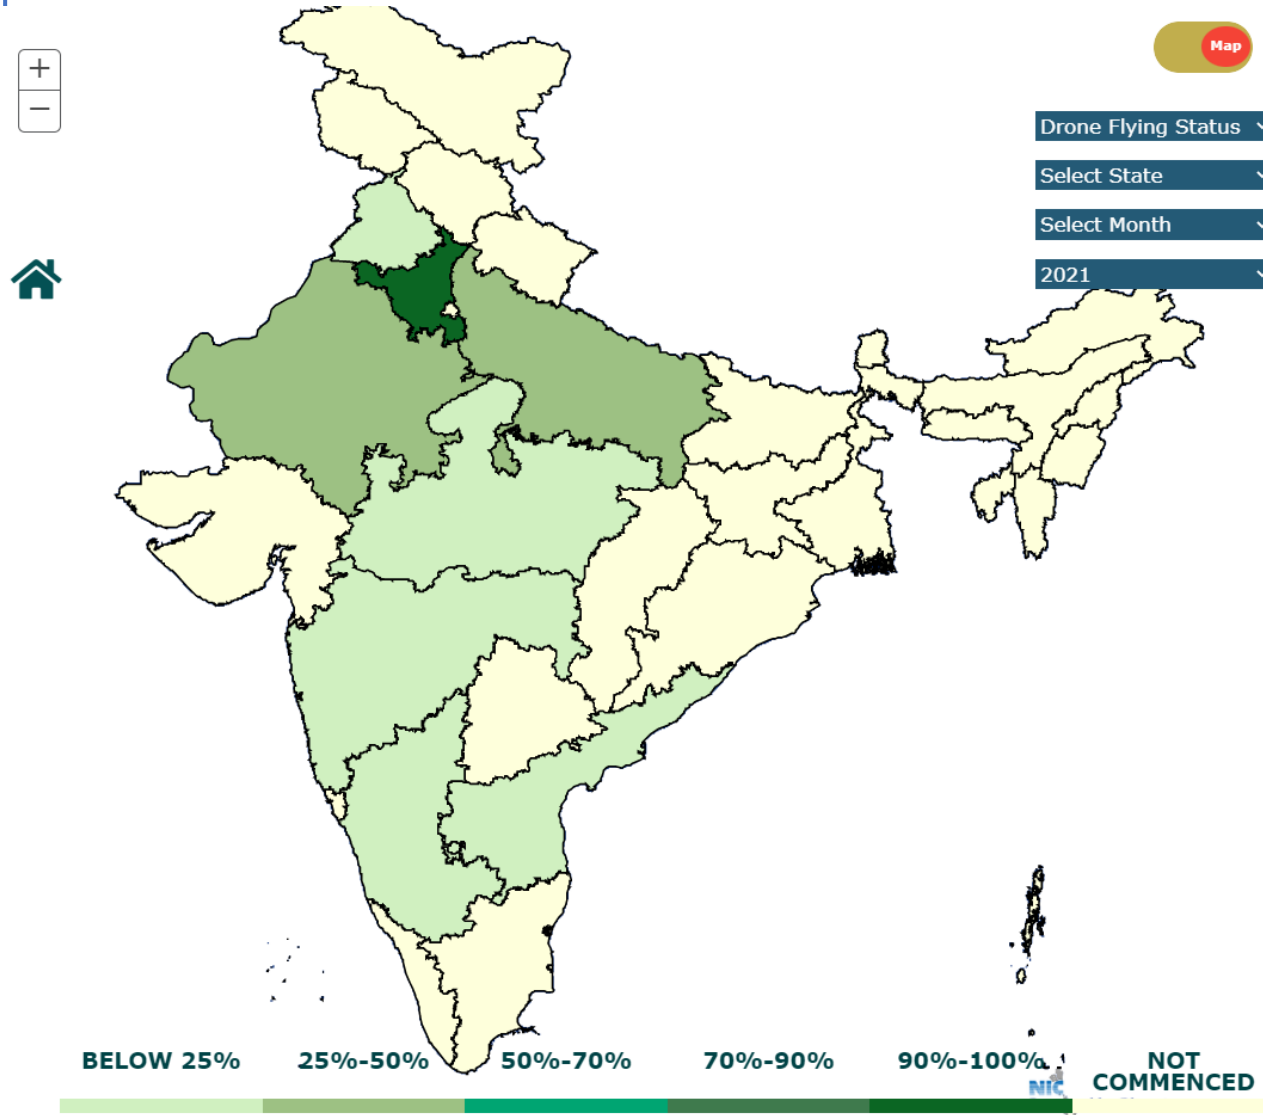 +
−
Map
Drone Flying Status
Select State
Select Month
2021
BELOW 25%
25%-50%
50%-70%
70%-90%
90%-100%
NOT
COMMENCED
NIC